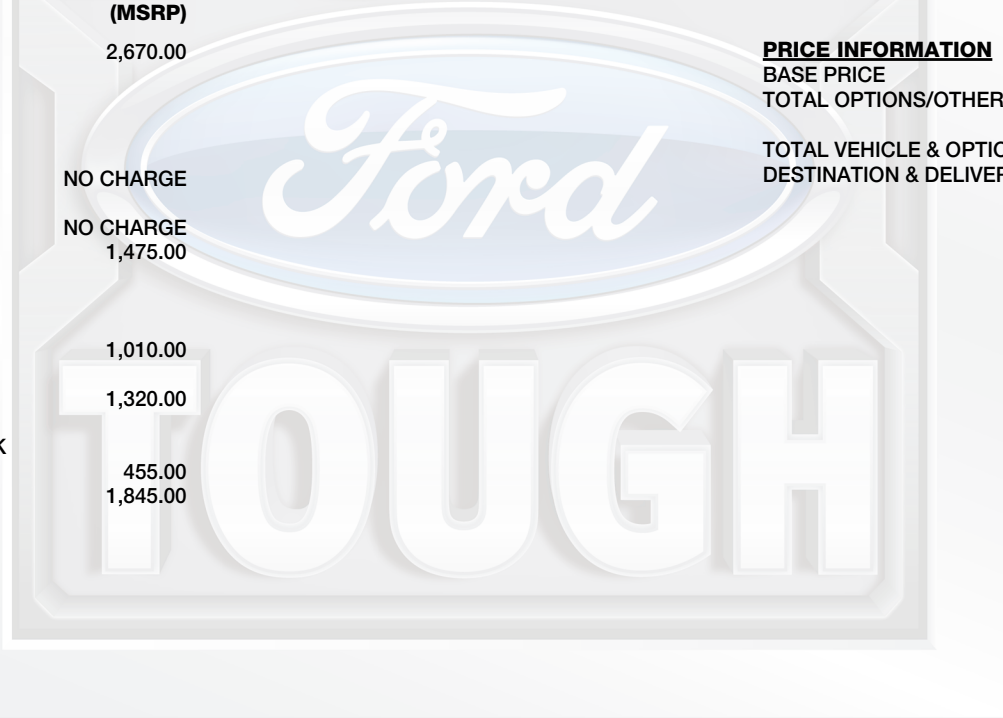 (MSRP)
2,670.00
NO CHARGE
NO CHARGE
1,475.00
1,010.00
1,320.00
K
455.00
1,845.00
PRICE INFORMATION
BASE PRICE
TOTAL OPTIONS/OTHER
TOTAL VEHICLE & OPTIO
DESTINATION & DELIVER
Ford
TOUGH